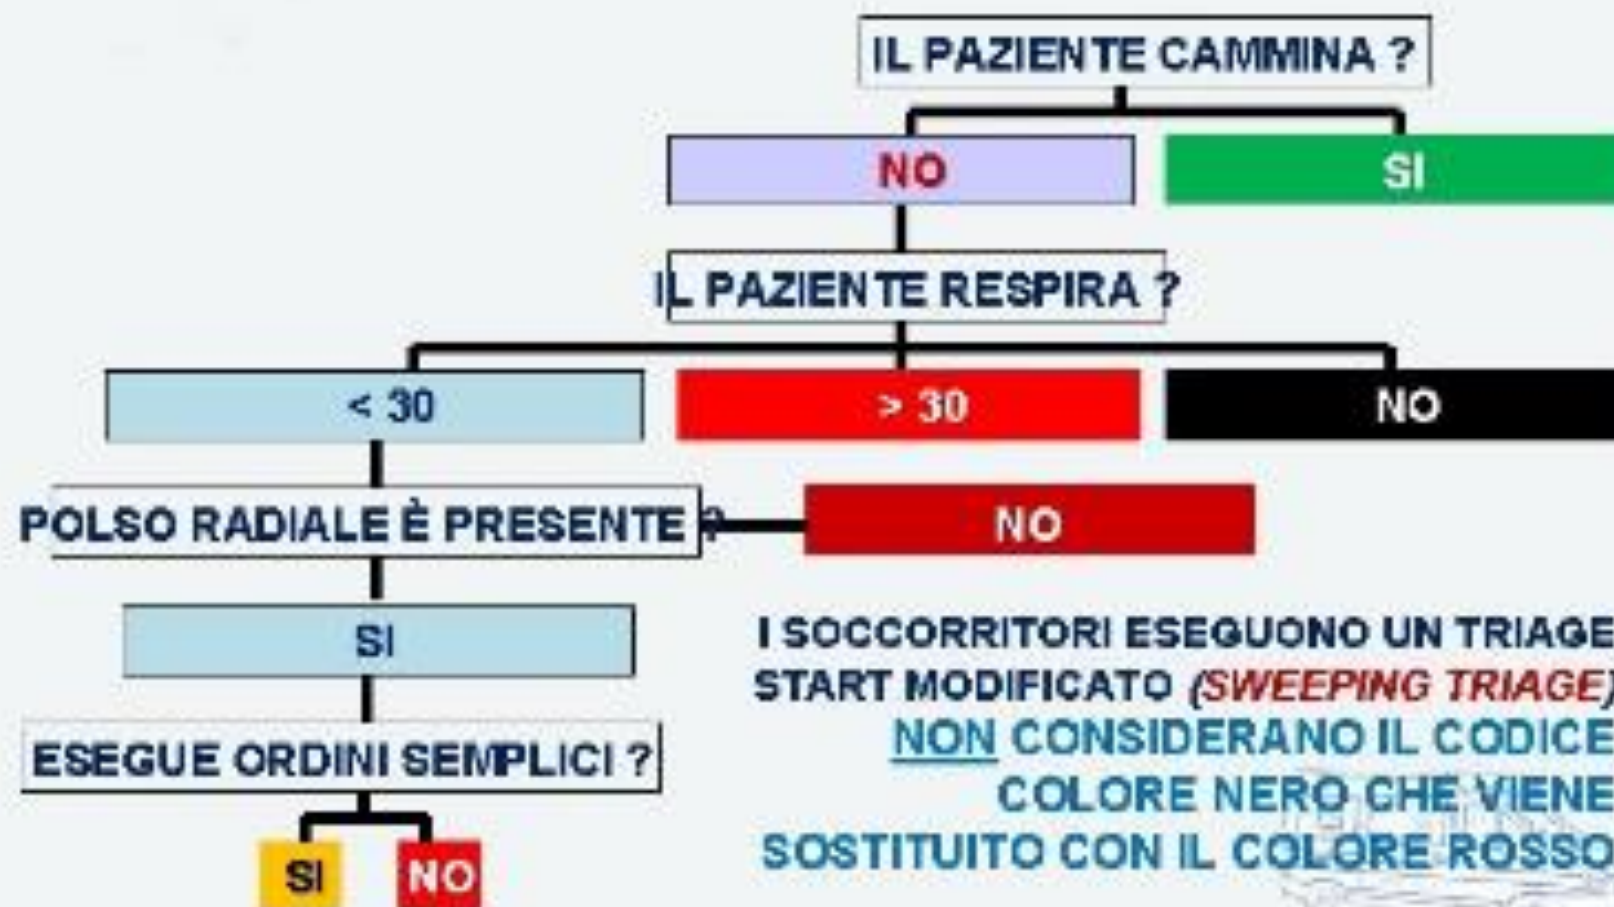 IL PAZIENTE CAMMINA ?
NO
SI
IL PAZIENTE RESPIRA ?
< 30
> 30
NO
POLSO RADIALE È PRESENTE ?
NO
SI
I SOCCORRITORI ESEGUONO UN TRIAGE
START MODIFICATO (SWEEPING TRIAGE)
NON CONSIDERANO IL CODICE
COLORE NERO CHE VIENE
SOSTITUITO CON IL COLORE ROSSO
ESEGUE ORDINI SEMPLICI ?
SI
NO